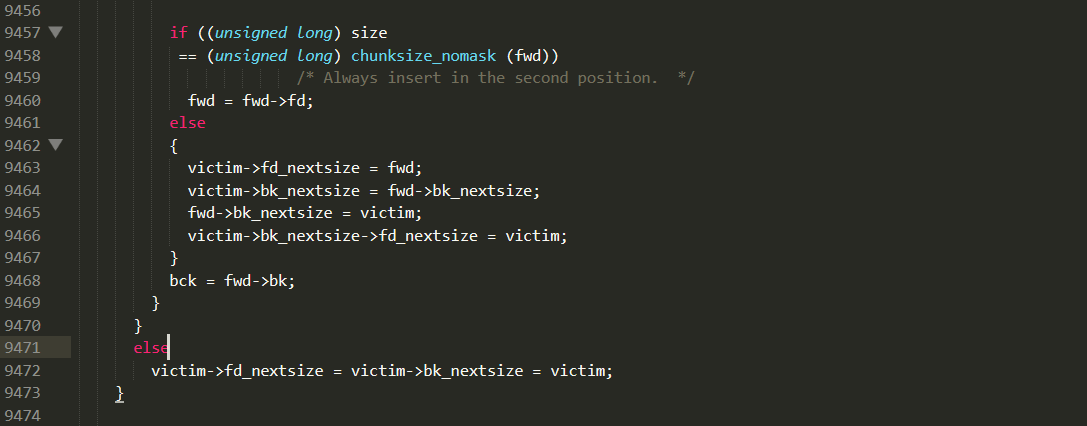 9456
9457 if ((unsigned long) size
9458 == (unsigned long) chunksize_nomask (fwd))
9459 /* Always insert in the second position.  */
9460 fwd = fwd->fd;
9461 else
9462 {
9463 victim->fd_nextsize = fwd;
9464 victim->bk_nextsize = fwd->bk_nextsize;
9465 fwd->bk_nextsize = victim;
9466 victim->bk_nextsize->fd_nextsize = victim;
9467 }
9468 bck = fwd->bk;
9469 }
9470 }
9471 else
9472 victim->fd_nextsize = victim->bk_nextsize = victim;
9473 }
9474